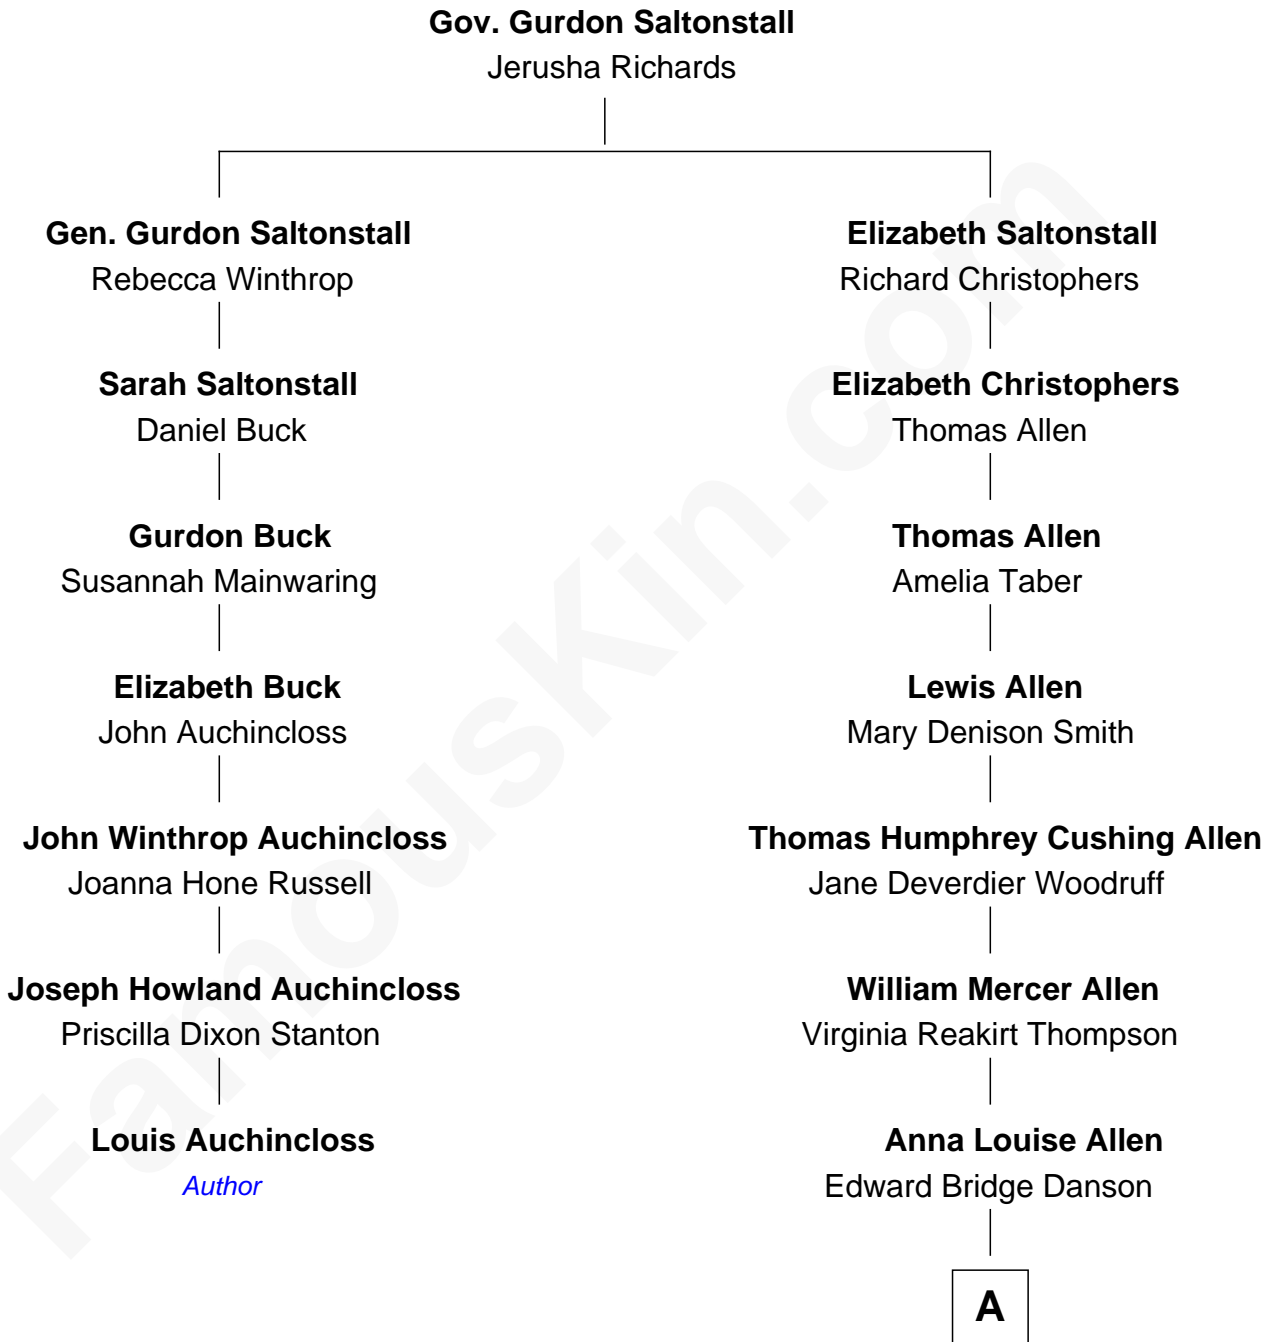 Gov. Gurdon Saltonstall
Jerusha Richards
Gen. Gurdon Saltonstall
Rebecca Winthrop
Sarah Saltonstall
Daniel Buck
Gurdon Buck
Susannah Mainwaring
Elizabeth Buck
John Auchincloss
John Winthrop Auchincloss
Joanna Hone Russell
Joseph Howland Auchincloss
Priscilla Dixon Stanton
Louis Auchincloss
Author
Elizabeth Saltonstall
Richard Christophers
Elizabeth Christophers
Thomas Allen
Thomas Allen
Amelia Taber
Lewis Allen
Mary Denison Smith
Thomas Humphrey Cushing Allen
Jane Deverdier Woodruff
William Mercer Allen
Virginia Reakirt Thompson
Anna Louise Allen
Edward Bridge Danson
A
FamousKin.com